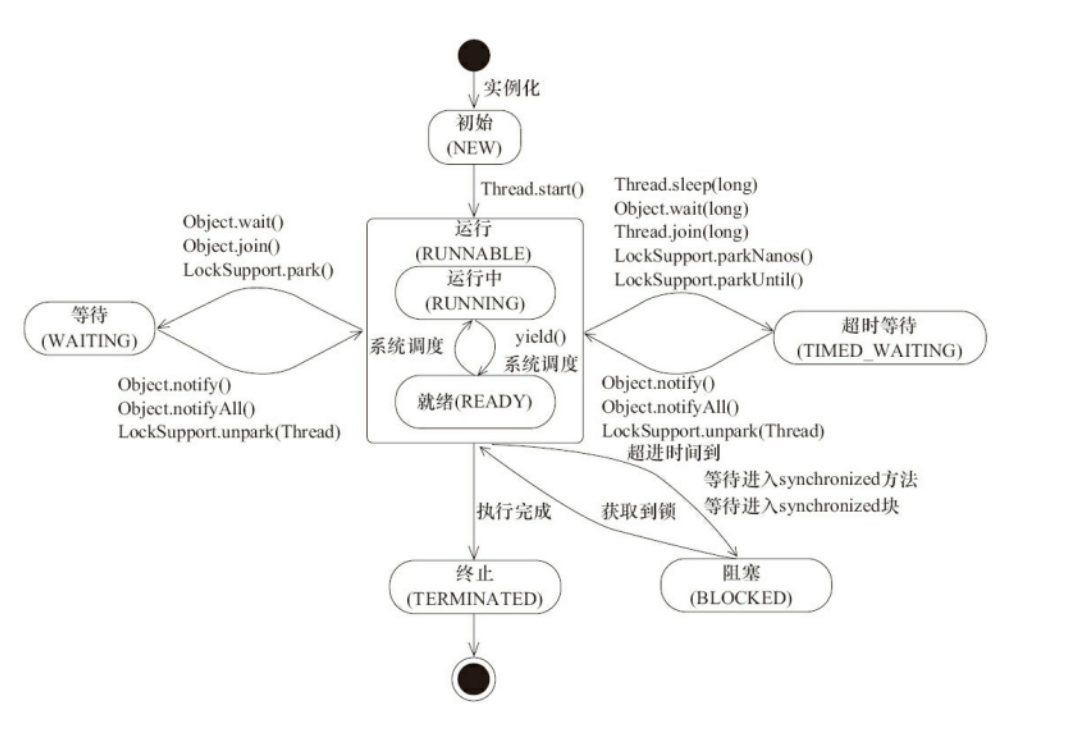 实例化
初始
(NEW)
Thread.start()
Object.wait()
Object.join()
LockSupport.park()
Thread.sleep(long)
Object.wait(long)
Thread.join(long)
LockSupport.parkNanos()
LockSupport.parkUntil()
运行
(RUNNABLE)
运行中
(RUNNING)
等待
(WAITING)
超时等待
(TIMED_WAITING)
系统调度
yield()
系统调度
就绪(READY)
Object.notify()
Object.notifyAll()
LockSupport.unpark(Thread)
Object.notify()
Object.notifyAll()
LockSupport.unpark(Thread)
超进时间到
等待进入synchronized方法
等待进入synchronized块
执行完成
获取到锁
终止
(TERMINATED)
阻塞
(BLOCKED)